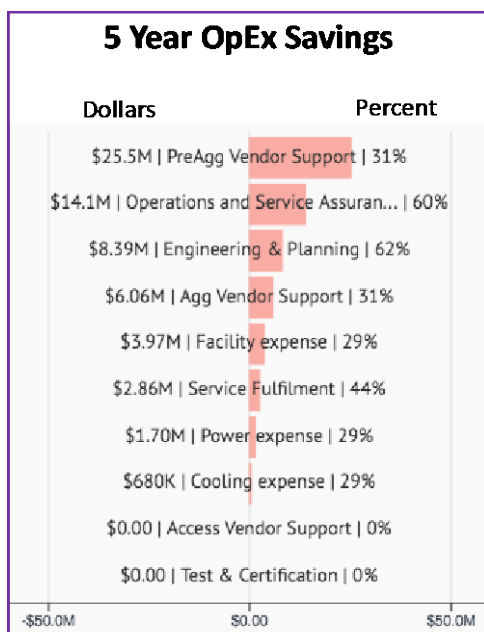 5 Year OpEx Savings
Dollars Percent
$25.5M | PreAgg Vendor Support | 31%
$14.1M | Operations and Service Assuran... | 60%
$8.39M | Engineering & Planning | 62%
$6.06M | Agg Vendor Support | 31%
$3.97M | Facility expense | 29%
$2.86M | Service Fulfilment | 44%
$1.70M | Power expense | 29%
$680K | Cooling expense | 29%
$0.00 | Access Vendor Support | 0%
$0.00 | Test & Certification | 0%
-$50.0M $0.00 $50.0M